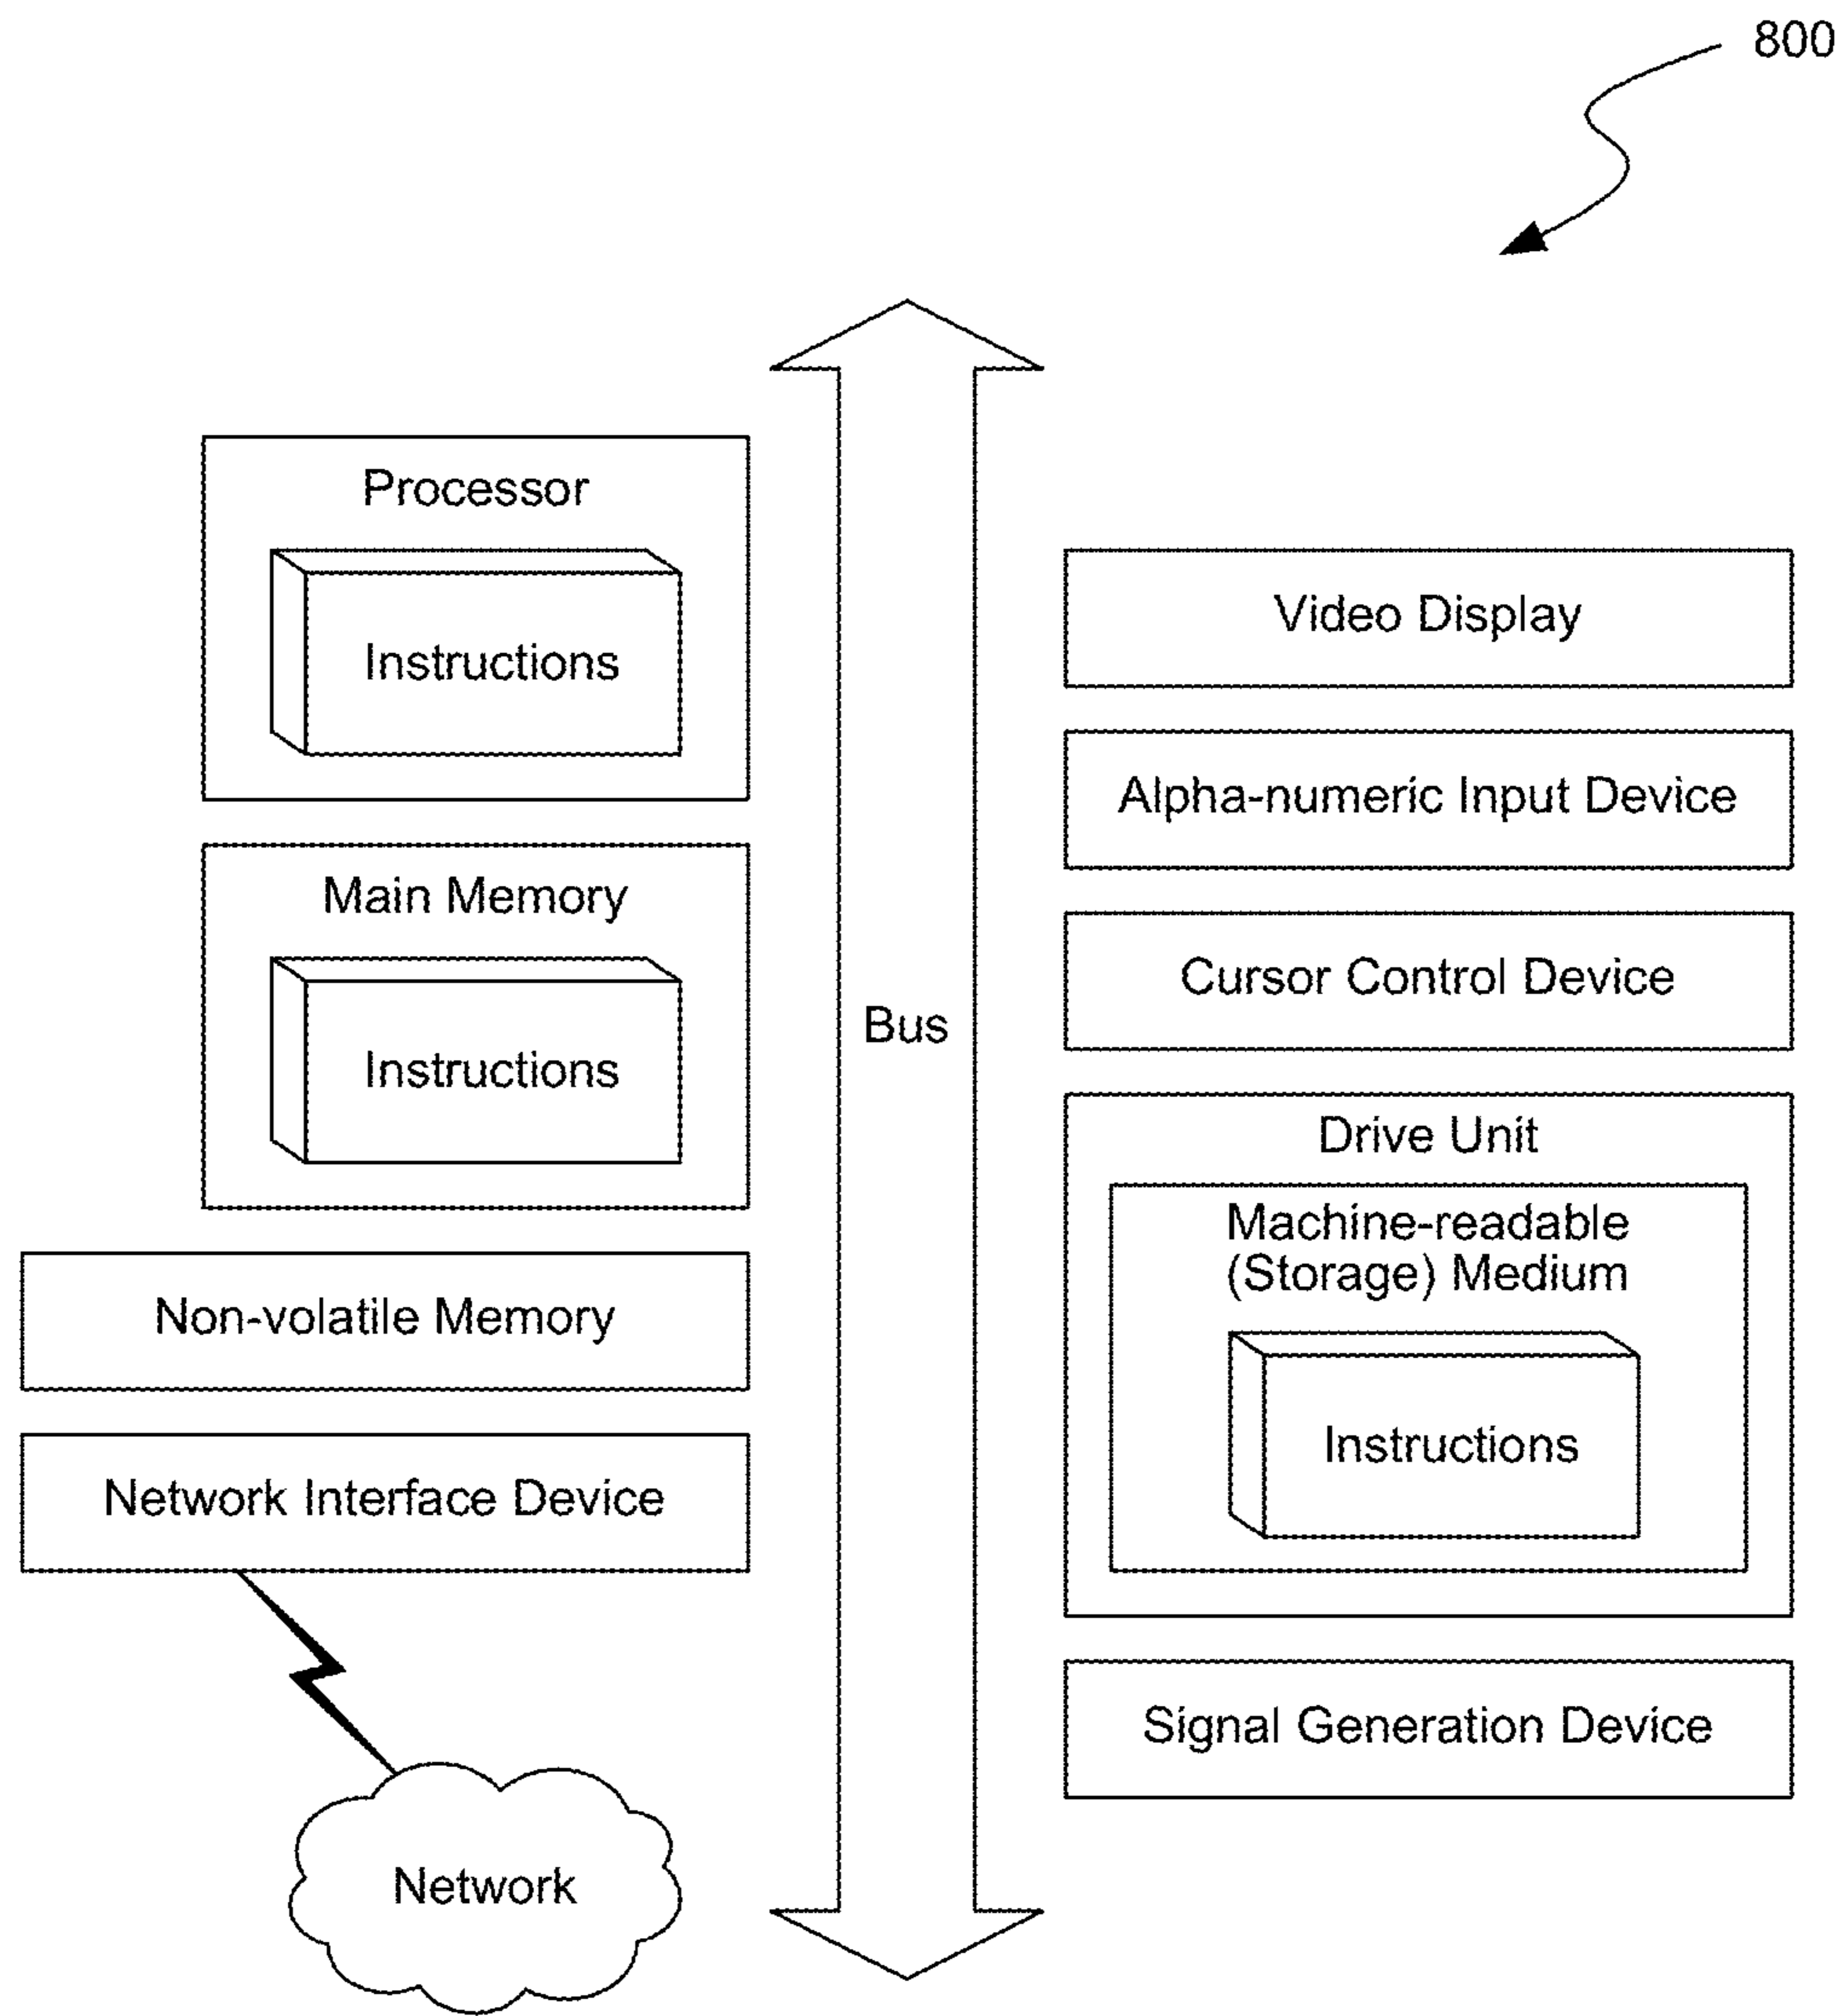 800
Processor
Instructions
Main Memory
Instructions
Non-volatile Memory
Network Interface Device
Network
Bus
Video Display
Alpha-numeric Input Device
Cursor Control Device
Drive Unit
Machine-readable
(Storage) Medium
Instructions
Signal Generation Device